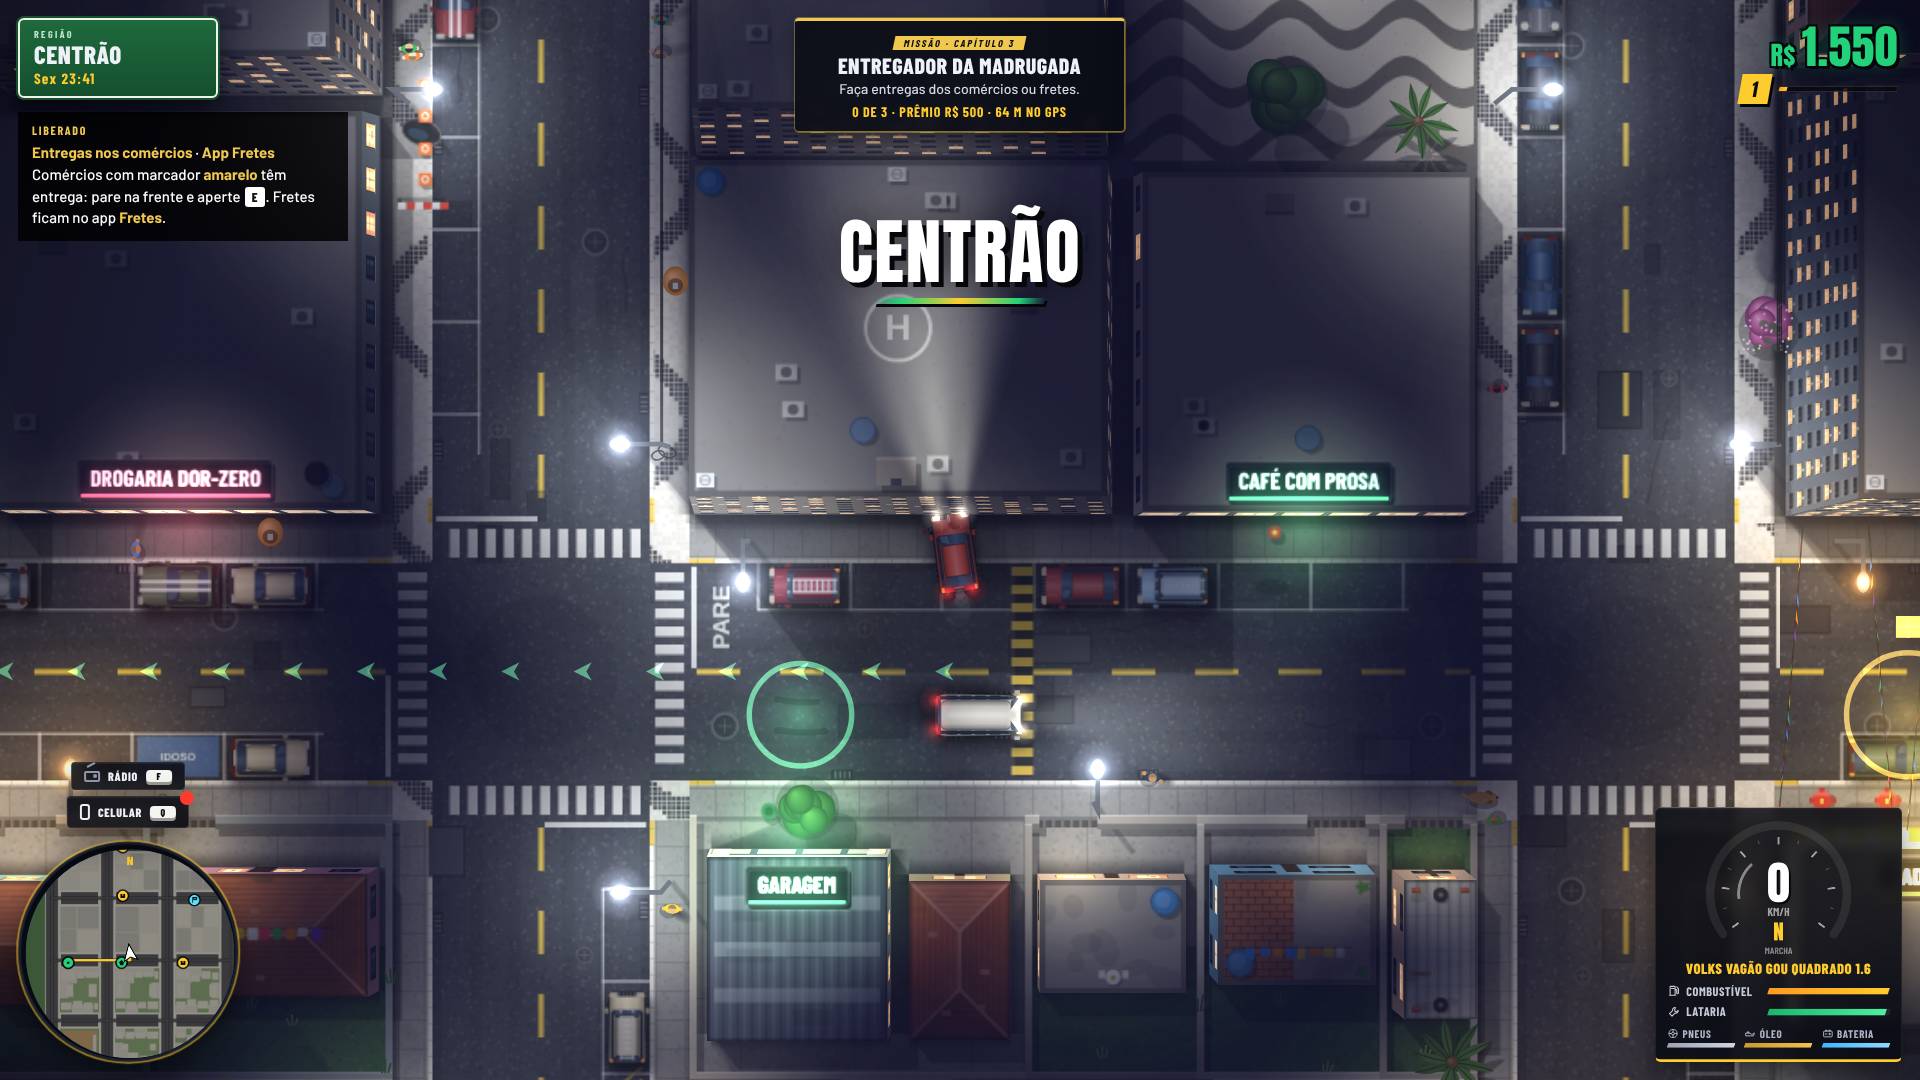 REGIÃO
CENTRÃO
Sex 23:41
LIBERADO
Entregas nos comércios · App Fretes
Comércios com marcador amarelo têm
entrega: pare na frente e aperte E. Fretes
ficam no app Fretes.
MISSÃO · CAPÍTULO 3
ENTREGADOR DA MADRUGADA
Faça entregas dos comércios ou fretes.
0 DE 3 · PRÊMIO R$ 500 · 64 M NO GPS
R$ 1.550
1
CENTRÃO
H
DROGARIA DOR-ZERO
CAFÉ COM PROSA
PARE
IDOSO
RÁDIO F
CELULAR Q
N
GARAGEM
0
KM/H
N
MARCHA
VOLKS VAGÃO GOU QUADRADO 1.6
COMBUSTÍVEL
LATARIA
PNEUS ÓLEO BATERIA